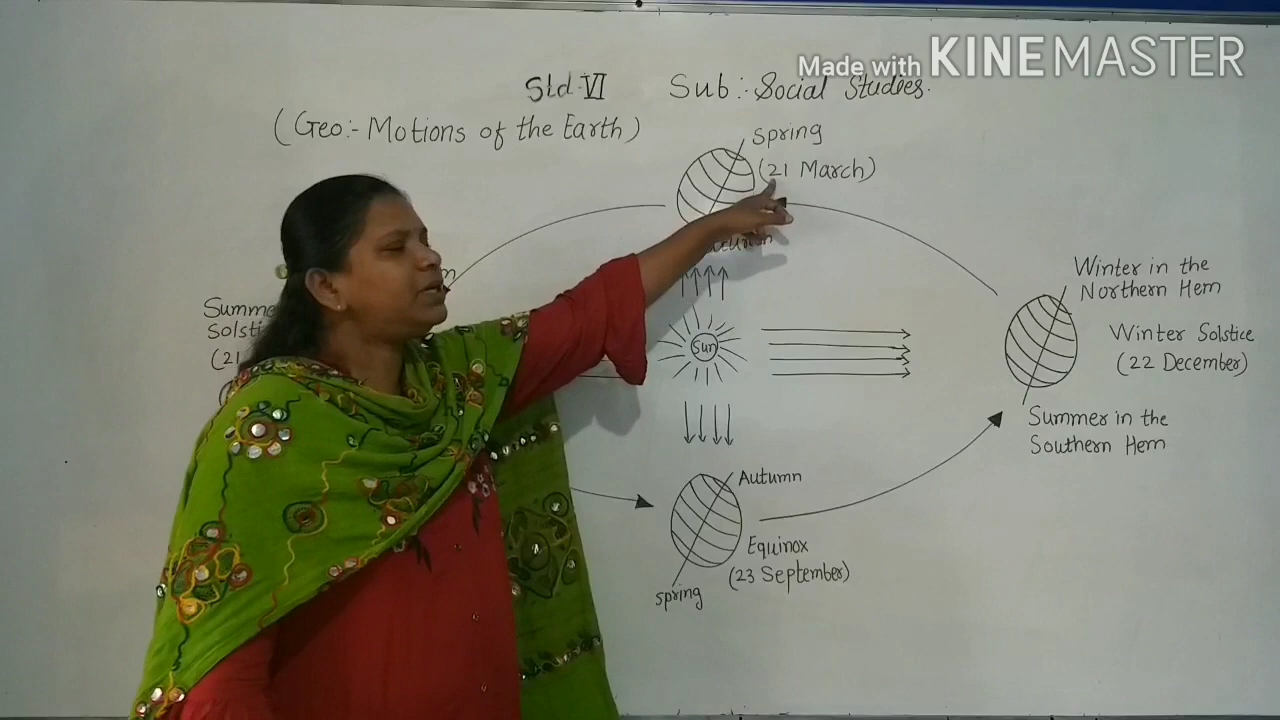 Made with KINEMASTER
Std. VI Sub:- Social Studies.
(Geo:- Motions of the Earth)
Spring
(21 March)
Winter in the
Northern Hem
Winter Solstice
(22 December)
Summer in the
Southern Hem
Sun
Autumn
Equinox
(23 September)
spring